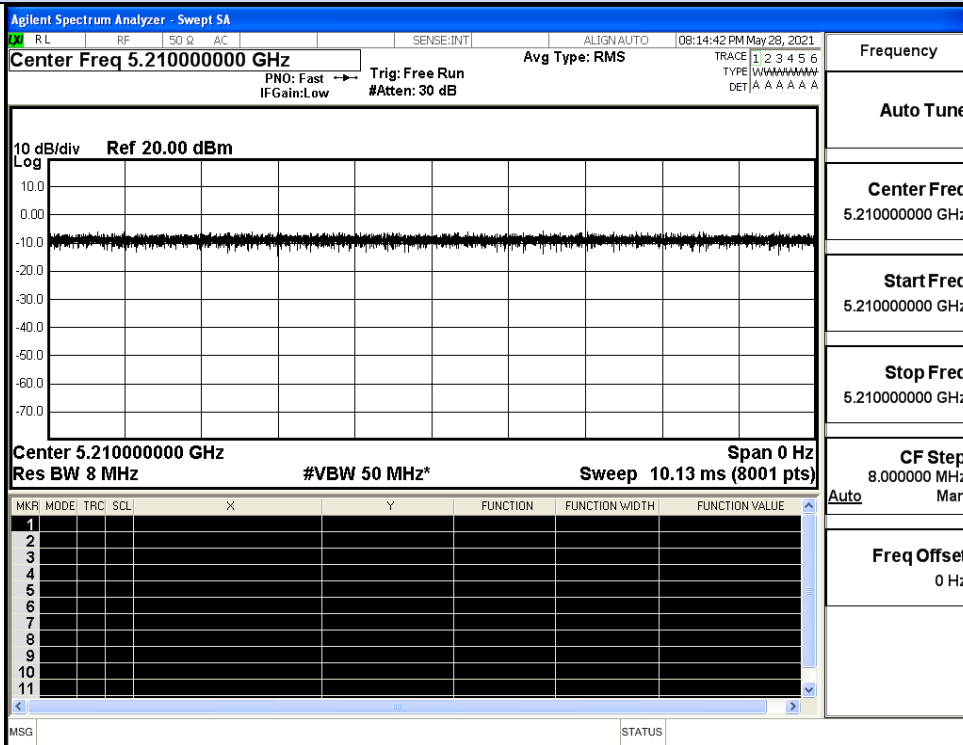 Agilent Spectrum Analyzer - Swept SA
LXI RL RF 50 Ω AC SENSE:INT ALIGN AUTO 08:14:42 PM May 28, 2021
Center Freq 5.210000000 GHz
Avg Type: RMS
TRACE 1 2 3 4 5 6
PNO: Fast
Trig: Free Run
TYPE
IFGain:Low
#Atten: 30 dB
DET A A A A A A
10 dB/div Ref 20.00 dBm
Log
10.0
0.00
-10.0
-20.0
-30.0
-40.0
-50.0
-60.0
-70.0
Center 5.210000000 GHz Span 0 Hz
Res BW 8 MHz #VBW 50 MHz* Sweep 10.13 ms (8001 pts)
MKR MODE TRC SCL X Y FUNCTION FUNCTION WIDTH FUNCTION VALUE
1
2
3
4
5
6
7
8
9
10
11
MSG STATUS
Frequency
Auto Tune
Center Freq
5.210000000 GHz
Start Freq
5.210000000 GHz
Stop Freq
5.210000000 GHz
CF Step
8.000000 MHz
Auto Man
Freq Offset
0 Hz